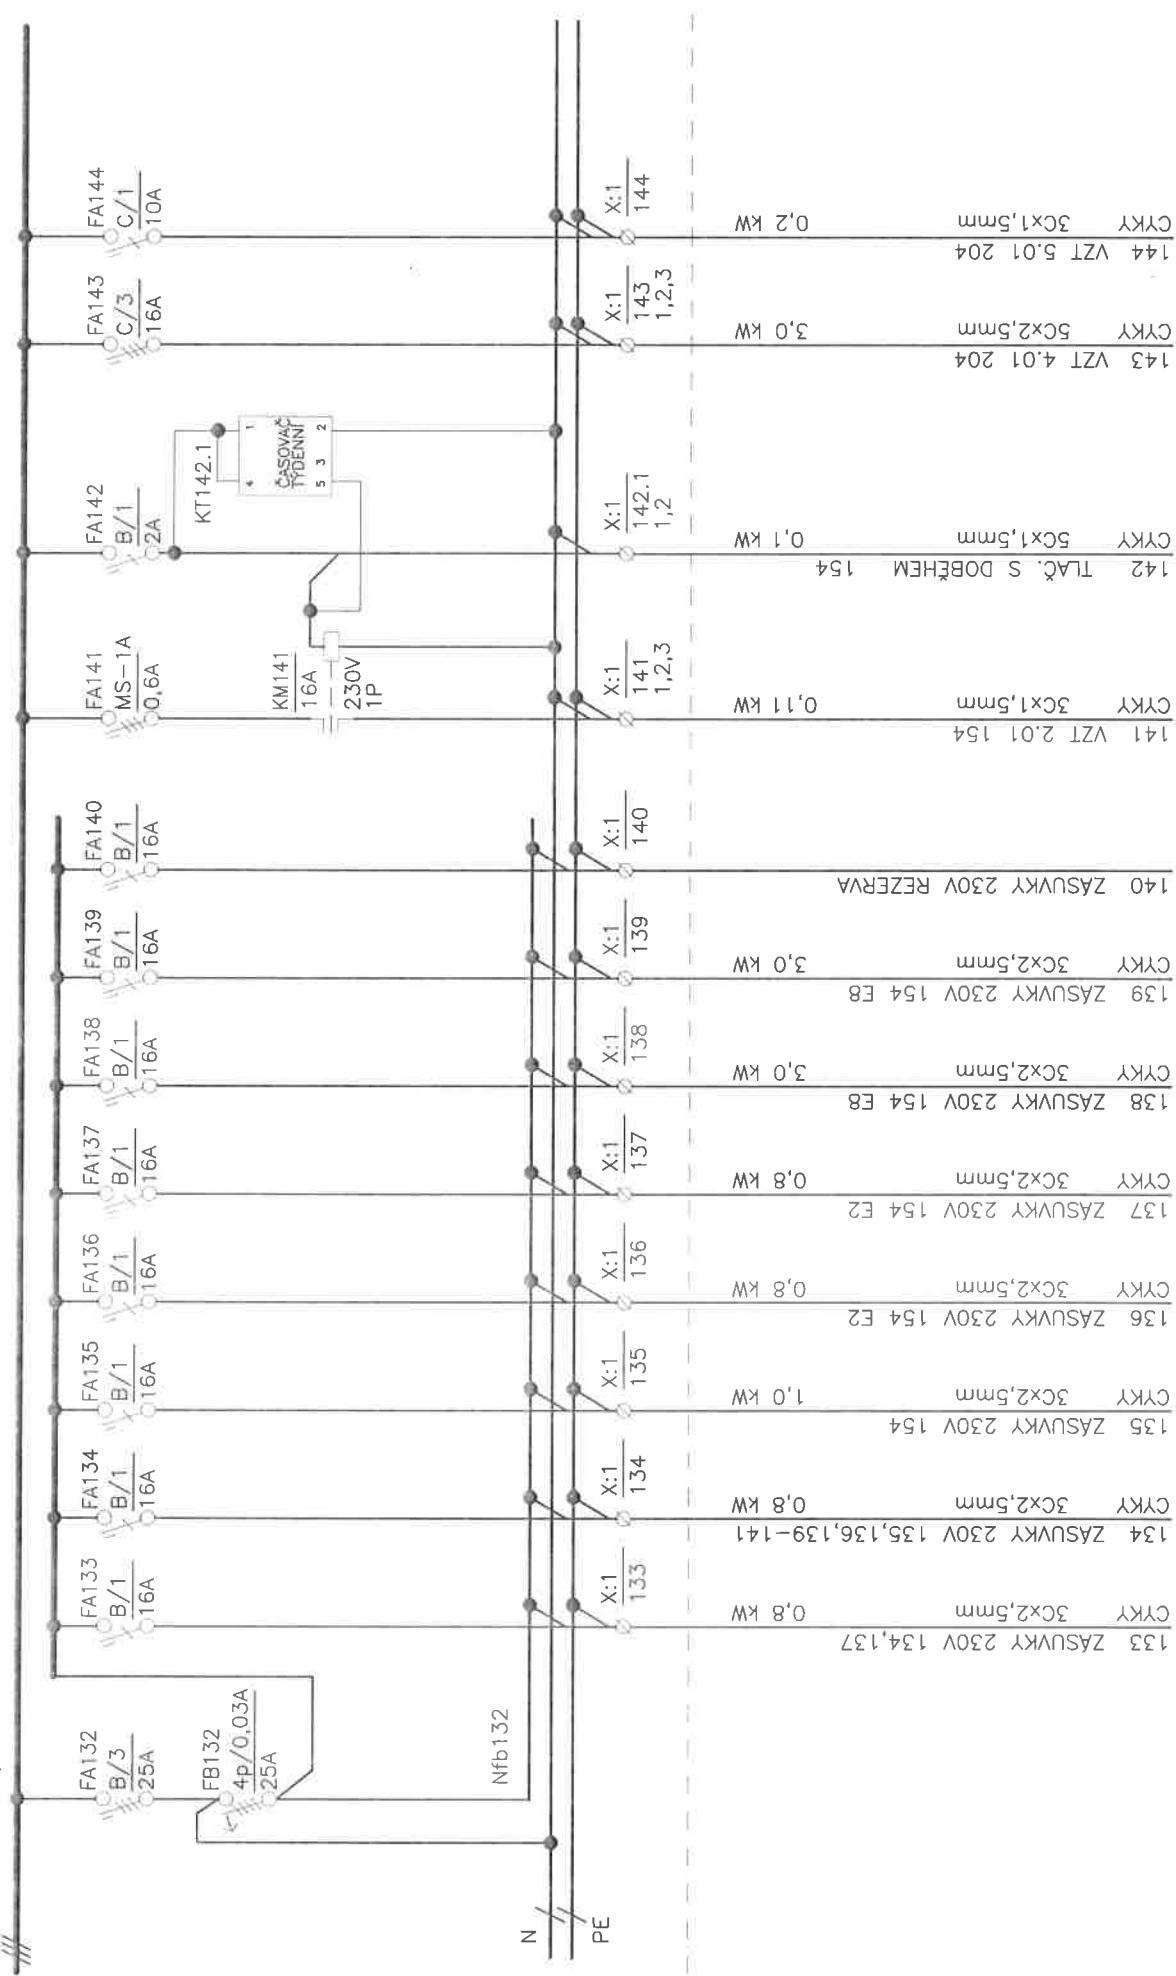 FA132
B/3
25A
FB132
4p/0,03A
25A
Nfb132
N
PE
FA133
B/1
16A
X:1
133
133 ZÁSUVKY 230V 134,137
CYKY 3Cx2,5mm 0,8 kW
FA134
B/1
16A
X:1
134
134 ZÁSUVKY 230V 135,136,139-141
CYKY 3Cx2,5mm 0,8 kW
FA135
B/1
16A
X:1
135
135 ZÁSUVKY 230V 154
CYKY 3Cx2,5mm 1,0 kW
FA136
B/1
16A
X:1
136
136 ZÁSUVKY 230V 154 E2
CYKY 3Cx2,5mm 0,8 kW
FA137
B/1
16A
X:1
137
137 ZÁSUVKY 230V 154 E2
CYKY 3Cx2,5mm 0,8 kW
FA138
B/1
16A
X:1
138
138 ZÁSUVKY 230V 154 E8
CYKY 3Cx2,5mm 3,0 kW
FA139
B/1
16A
X:1
139
139 ZÁSUVKY 230V 154 E8
CYKY 3Cx2,5mm 3,0 kW
FA140
B/1
16A
X:1
140
140 ZÁSUVKY 230V REZERVA
FA141
MS-1A
0,6A
KM141
16A
230V
1P
X:1
141
1,2,3
141 VZT 2.01 154
CYKY 3Cx1,5mm 0,11 kW
FA142
B/1
2A
KT142.1
4 1
ČASOVAČ
TÝDENNÍ
5 3 2
X:1
142.1
1,2
142 TLAČ. S DOBĚHEM 154
CYKY 5Cx1,5mm 0,1 kW
FA143
C/3
16A
X:1
143
1,2,3
143 VZT 4.01 204
CYKY 5Cx2,5mm 3,0 kW
FA144
C/1
10A
X:1
144
144 VZT 5.01 204
CYKY 3Cx1,5mm 0,2 kW